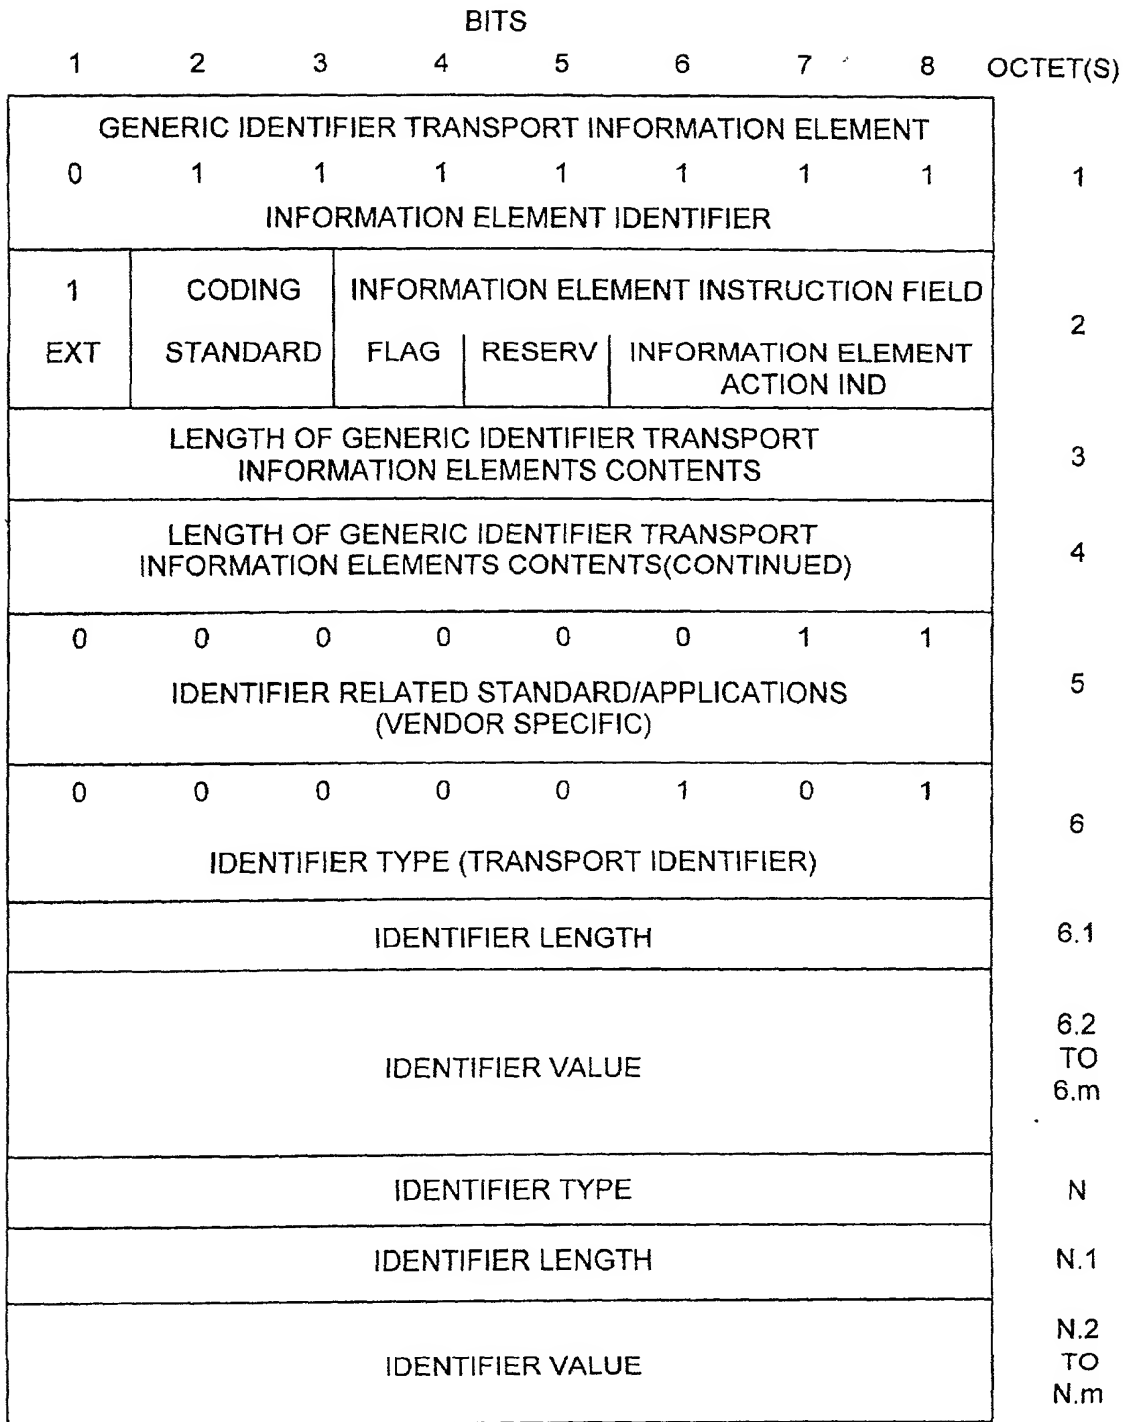 BITS
1 2 3 4 5 6 7 8 OCTET(S)
GENERIC IDENTIFIER TRANSPORT INFORMATION ELEMENT
0 1 1 1 1 1 1 1 1
INFORMATION ELEMENT IDENTIFIER
1 CODING INFORMATION ELEMENT INSTRUCTION FIELD
2
EXT STANDARD FLAG RESERV INFORMATION ELEMENT
ACTION IND
LENGTH OF GENERIC IDENTIFIER TRANSPORT
INFORMATION ELEMENTS CONTENTS 3
LENGTH OF GENERIC IDENTIFIER TRANSPORT
INFORMATION ELEMENTS CONTENTS(CONTINUED) 4
0 0 0 0 0 0 1 1
IDENTIFIER RELATED STANDARD/APPLICATIONS 5
(VENDOR SPECIFIC)
0 0 0 0 0 1 0 1
6
IDENTIFIER TYPE (TRANSPORT IDENTIFIER)
IDENTIFIER LENGTH 6.1
6.2
IDENTIFIER VALUE TO
6.m
IDENTIFIER TYPE N
IDENTIFIER LENGTH N.1
N.2
IDENTIFIER VALUE TO
N.m